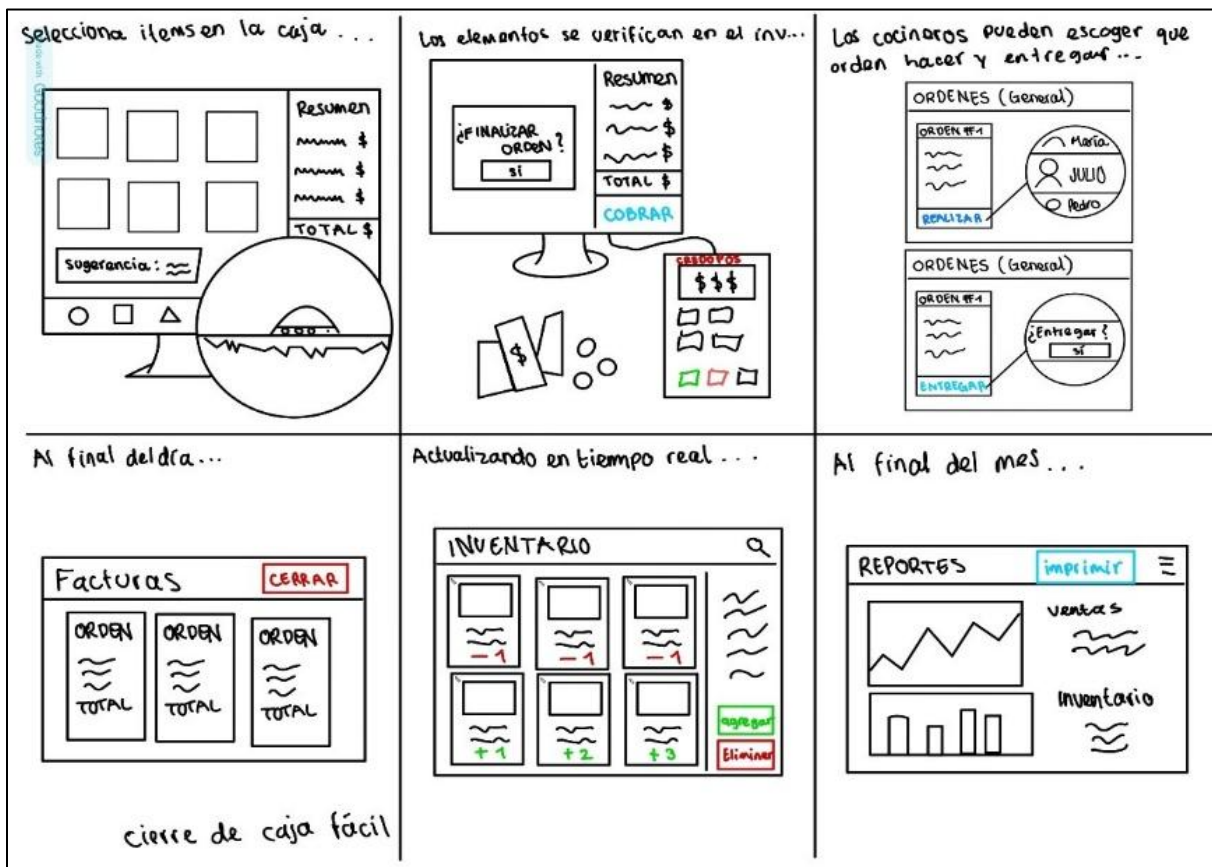 Selecciona items en la caja ...
made with Goodnotes
Resumen
$
$
$
TOTAL $
sugerencia:
Los elementos se verifican en el inv...
Resumen
$
$
$
TOTAL $
COBRAR
¿FINALIZAR
ORDEN?
sí
$$$
$
Los cocineros pueden escoger que
orden hacer y entregar ...
ORDENES (General)
ORDEN #1
REALIZAR
María
JULIO
Pedro
ORDENES (General)
ORDEN #1
ENTREGAR
¿Entregar?
sí
Al final del día...
Facturas
CERRAR
ORDEN
TOTAL
ORDEN
TOTAL
ORDEN
TOTAL
cierre de caja fácil
Actualizando en tiempo real ...
INVENTARIO
-1
-1
-1
+1
+2
+3
agregar
Eliminar
Al final del mes ...
REPORTES
imprimir
ventas
Inventario